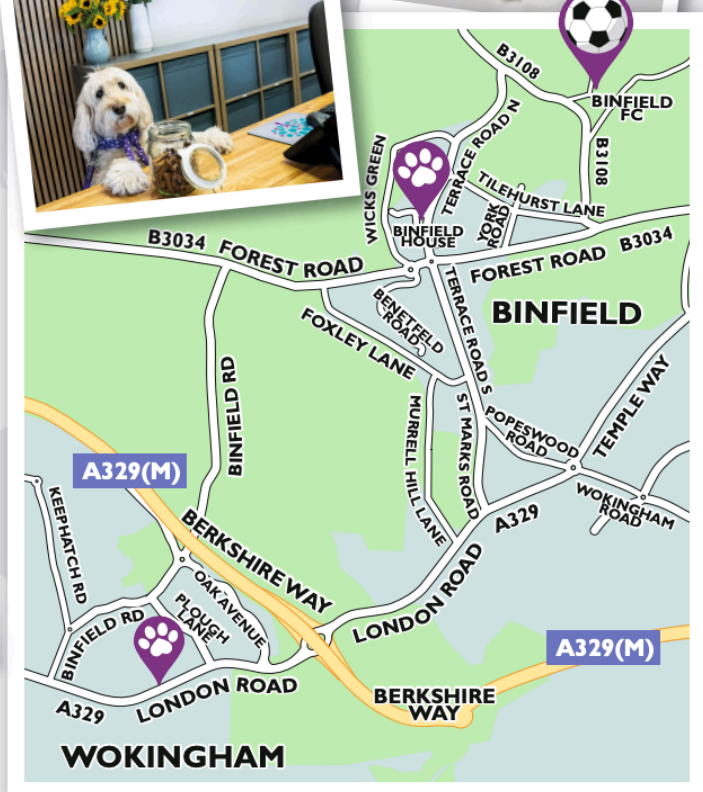 B3108
BINFIELD
FC
B3108
TERRACE ROAD N
WICKS GREEN
TILEHURST LANE
YORK
ROAD
BINFIELD
HOUSE
B3034
FOREST ROAD
FOREST ROAD
B3034
BENETFELD
ROAD
TERRACE ROAD S
BINFIELD
FOXLEY LANE
BINFIELD RD
MURRELL HILL LANE
ST MARKS ROAD
POPESWOOD
ROAD
TEMPLE WAY
A329(M)
WOKINGHAM
ROAD
A329
KEEPHATCH RD
BERKSHIRE WAY
OAK AVENUE
PLOUGH
LANE
LONDON ROAD
BINFIELD RD
A329(M)
A329
LONDON ROAD
BERKSHIRE
WAY
WOKINGHAM